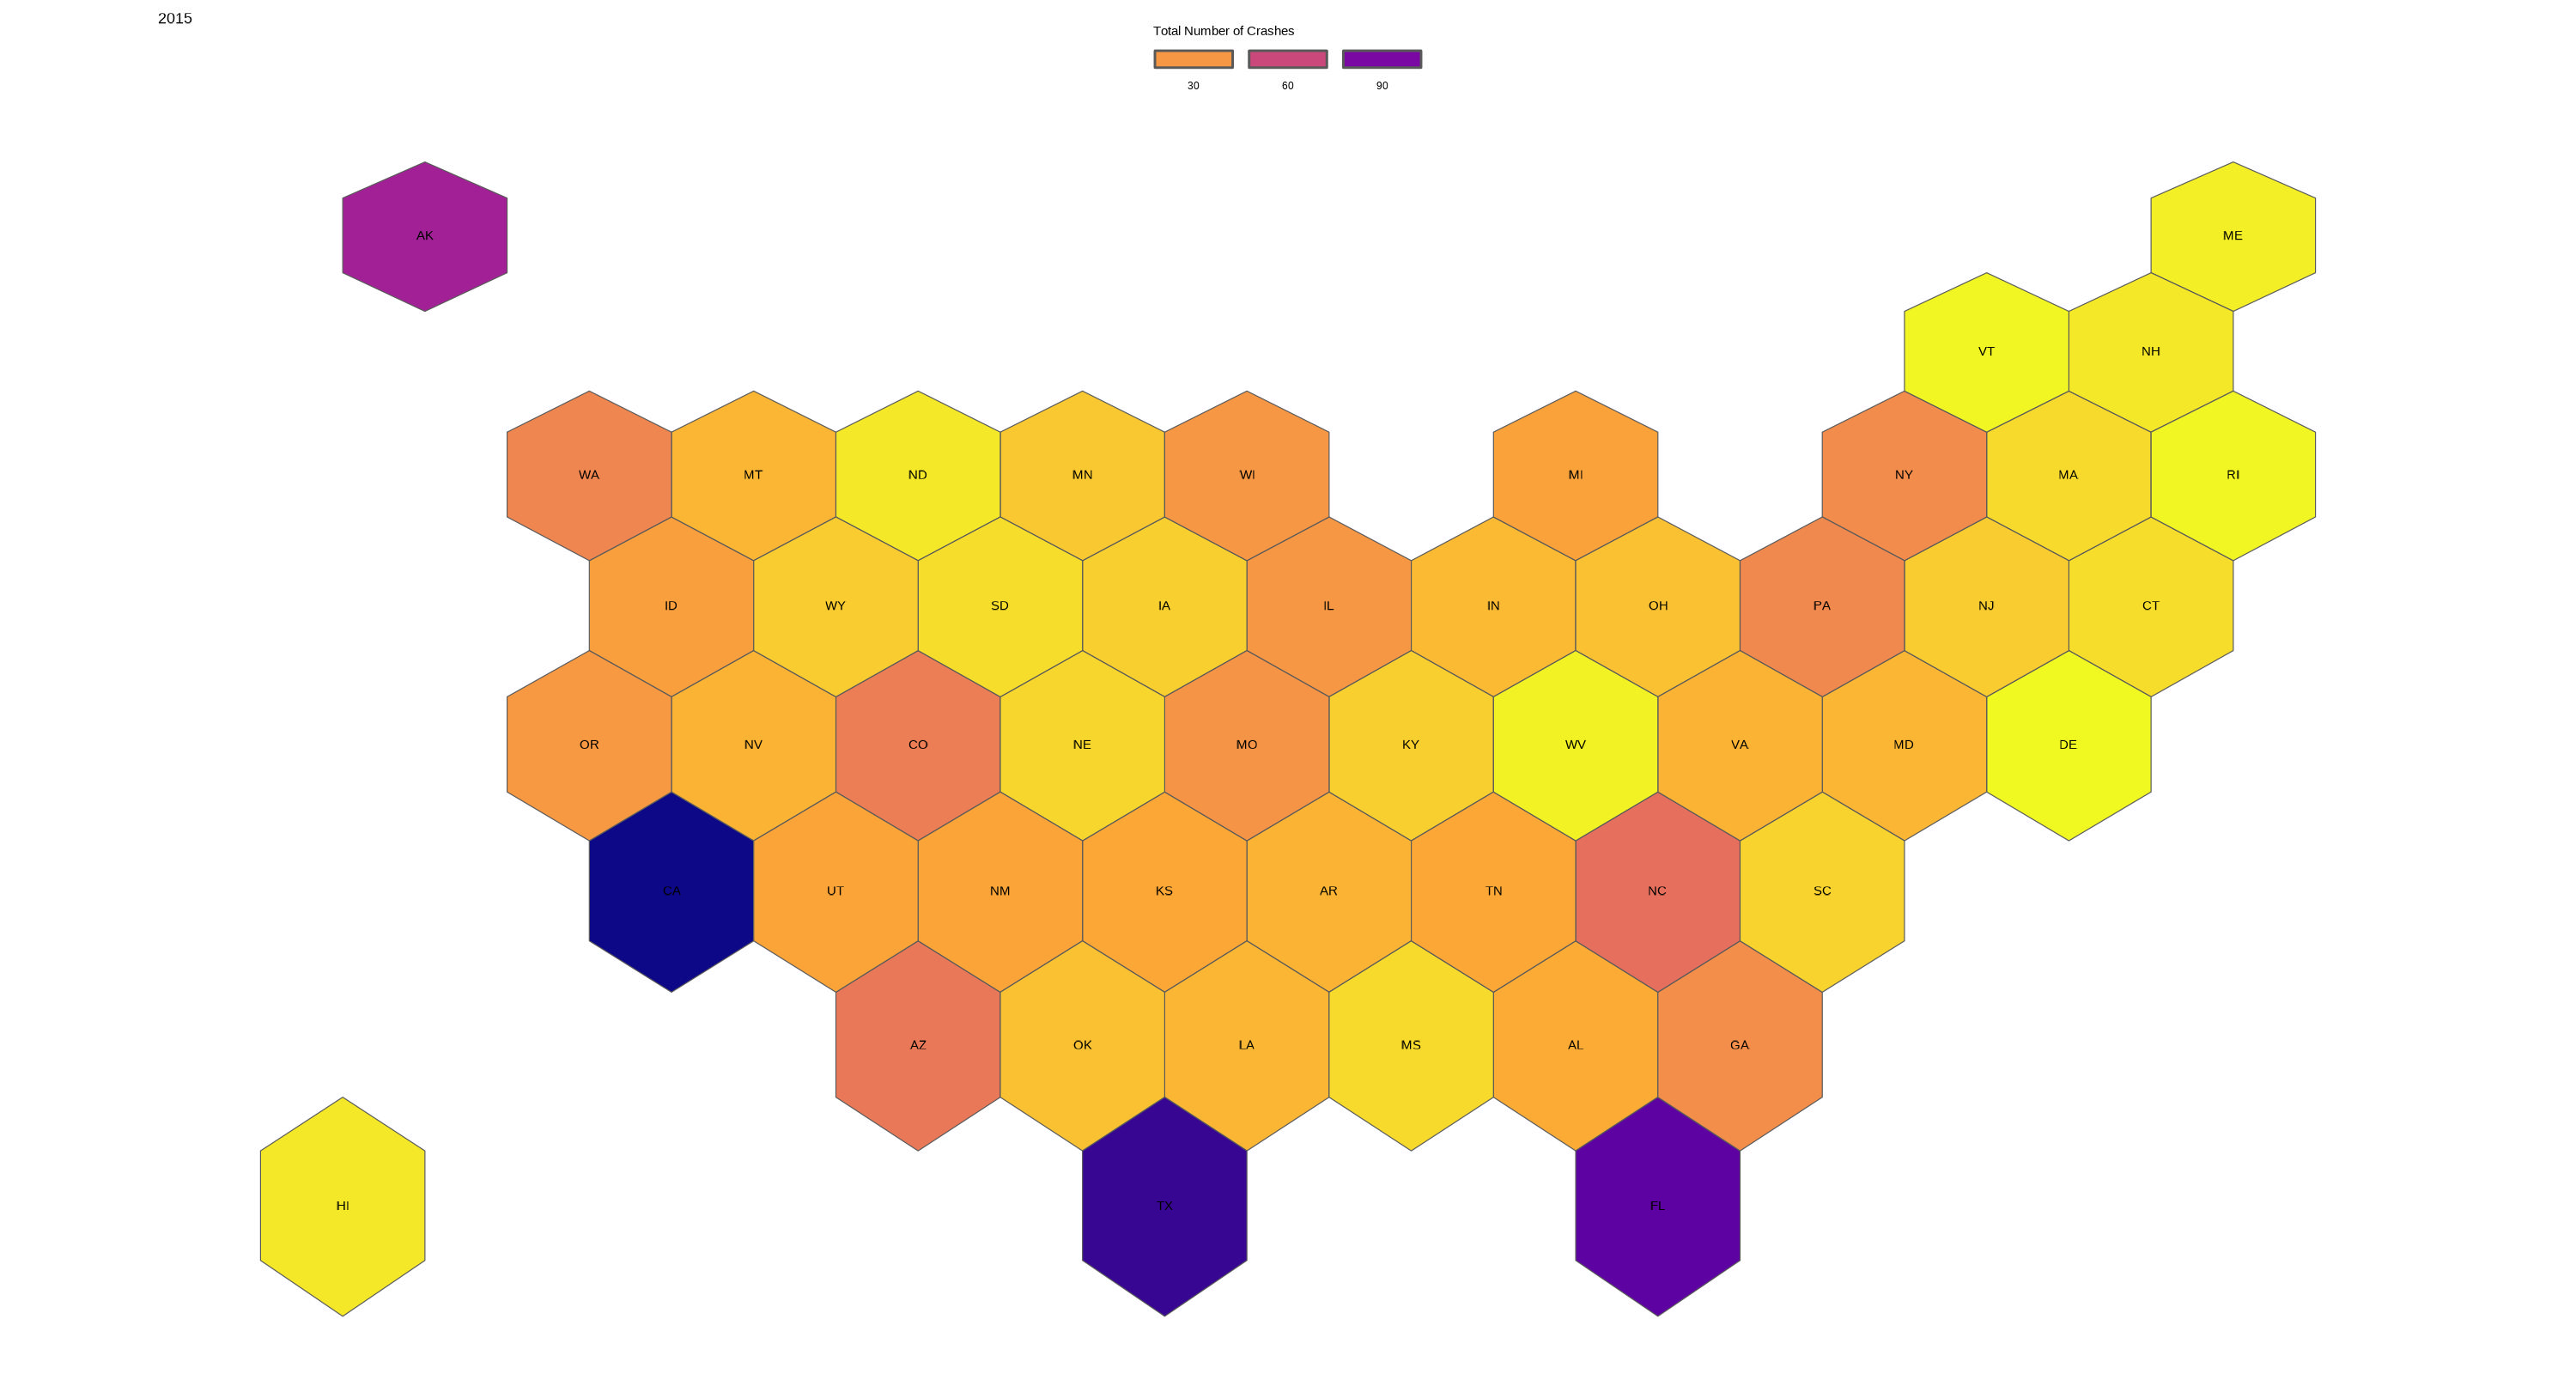 2015
Total Number of Crashes
30 60 90
AK ME
VT NH
WA MT ND MN WI MI NY MA RI
ID WY SD IA IL IN OH PA NJ CT
OR NV CO NE MO KY WV VA MD DE
CA UT NM KS AR TN NC SC
AZ OK LA MS AL GA
HI TX FL